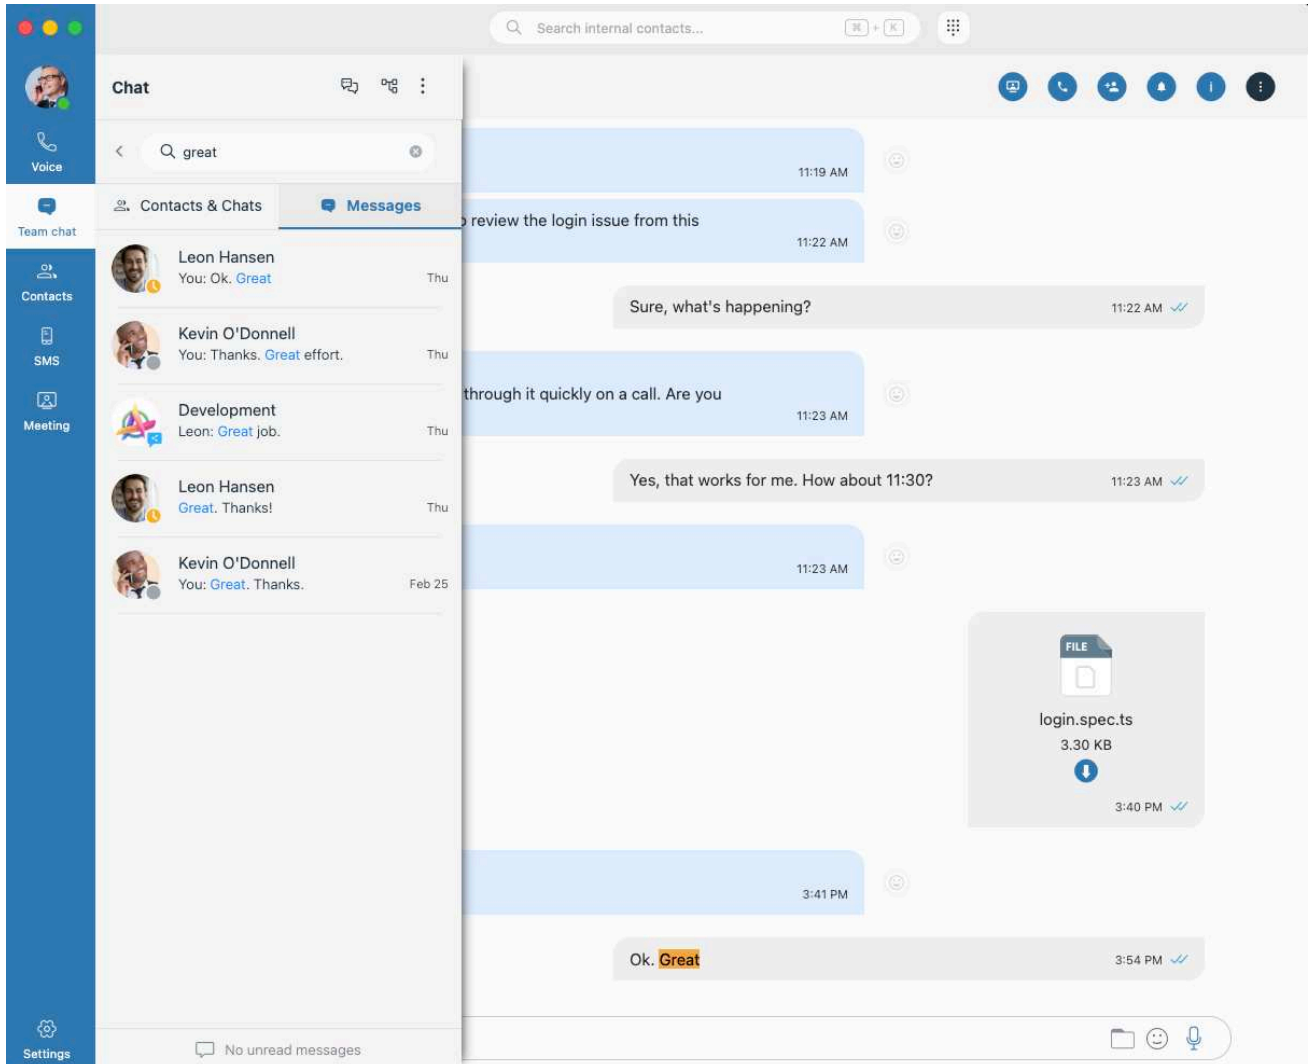 Search internal contacts...
⌘ + K
Chat
Voice
great
Contacts & Chats
Messages
Team chat
Contacts
SMS
Meeting
Leon Hansen
You: Ok. Great
Thu
Kevin O'Donnell
You: Thanks. Great effort.
Thu
Development
Leon: Great job.
Thu
Leon Hansen
Great. Thanks!
Thu
Kevin O'Donnell
You: Great. Thanks.
Feb 25
No unread messages
Settings
11:19 AM
review the login issue from this
11:22 AM
Sure, what's happening?
11:22 AM
through it quickly on a call. Are you
11:23 AM
Yes, that works for me. How about 11:30?
11:23 AM
11:23 AM
FILE
login.spec.ts
3.30 KB
3:40 PM
3:41 PM
Ok. Great
3:54 PM